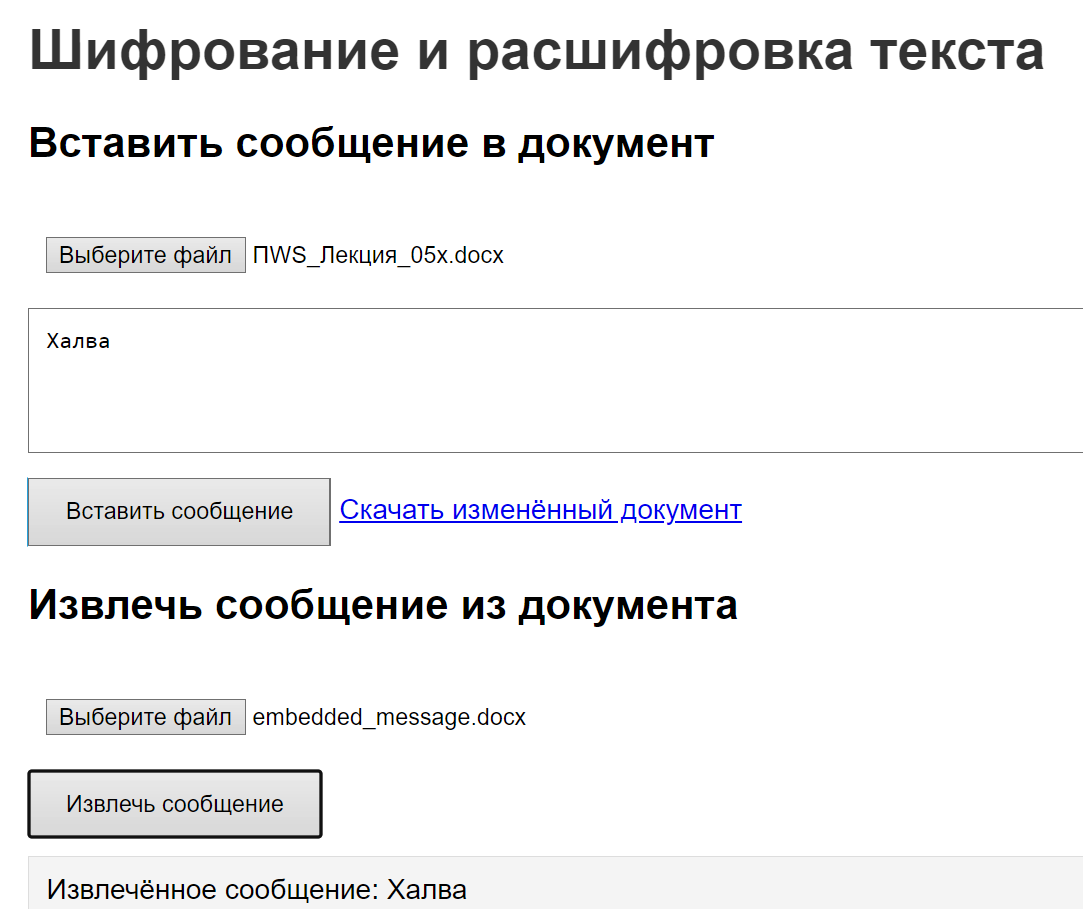 Шифрование и расшифровка текста
Вставить сообщение в документ
Выберите файл ПWS_Лекция_05x.docx
Халва
Вставить сообщение Скачать изменённый документ
Извлечь сообщение из документа
Выберите файл embedded_message.docx
Извлечь сообщение
Извлечённое сообщение: Халва